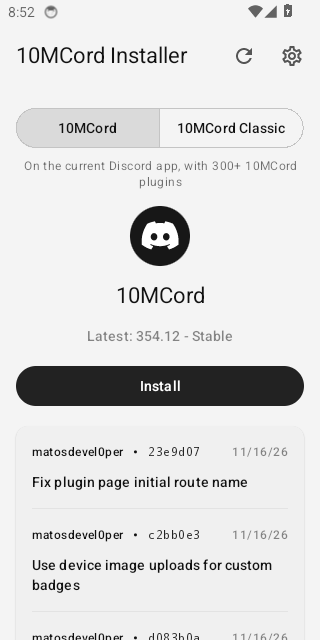 8:52
10MCord Installer
10MCord
10MCord Classic
On the current Discord app, with 300+ 10MCord
plugins
10MCord
Latest: 354.12 - Stable
Install
matosdevel0per • 23e9d07 11/16/26
Fix plugin page initial route name
matosdevel0per • c2bb0e3 11/16/26
Use device image uploads for custom
badges
matosdevel0per • d083b0a 11/16/26